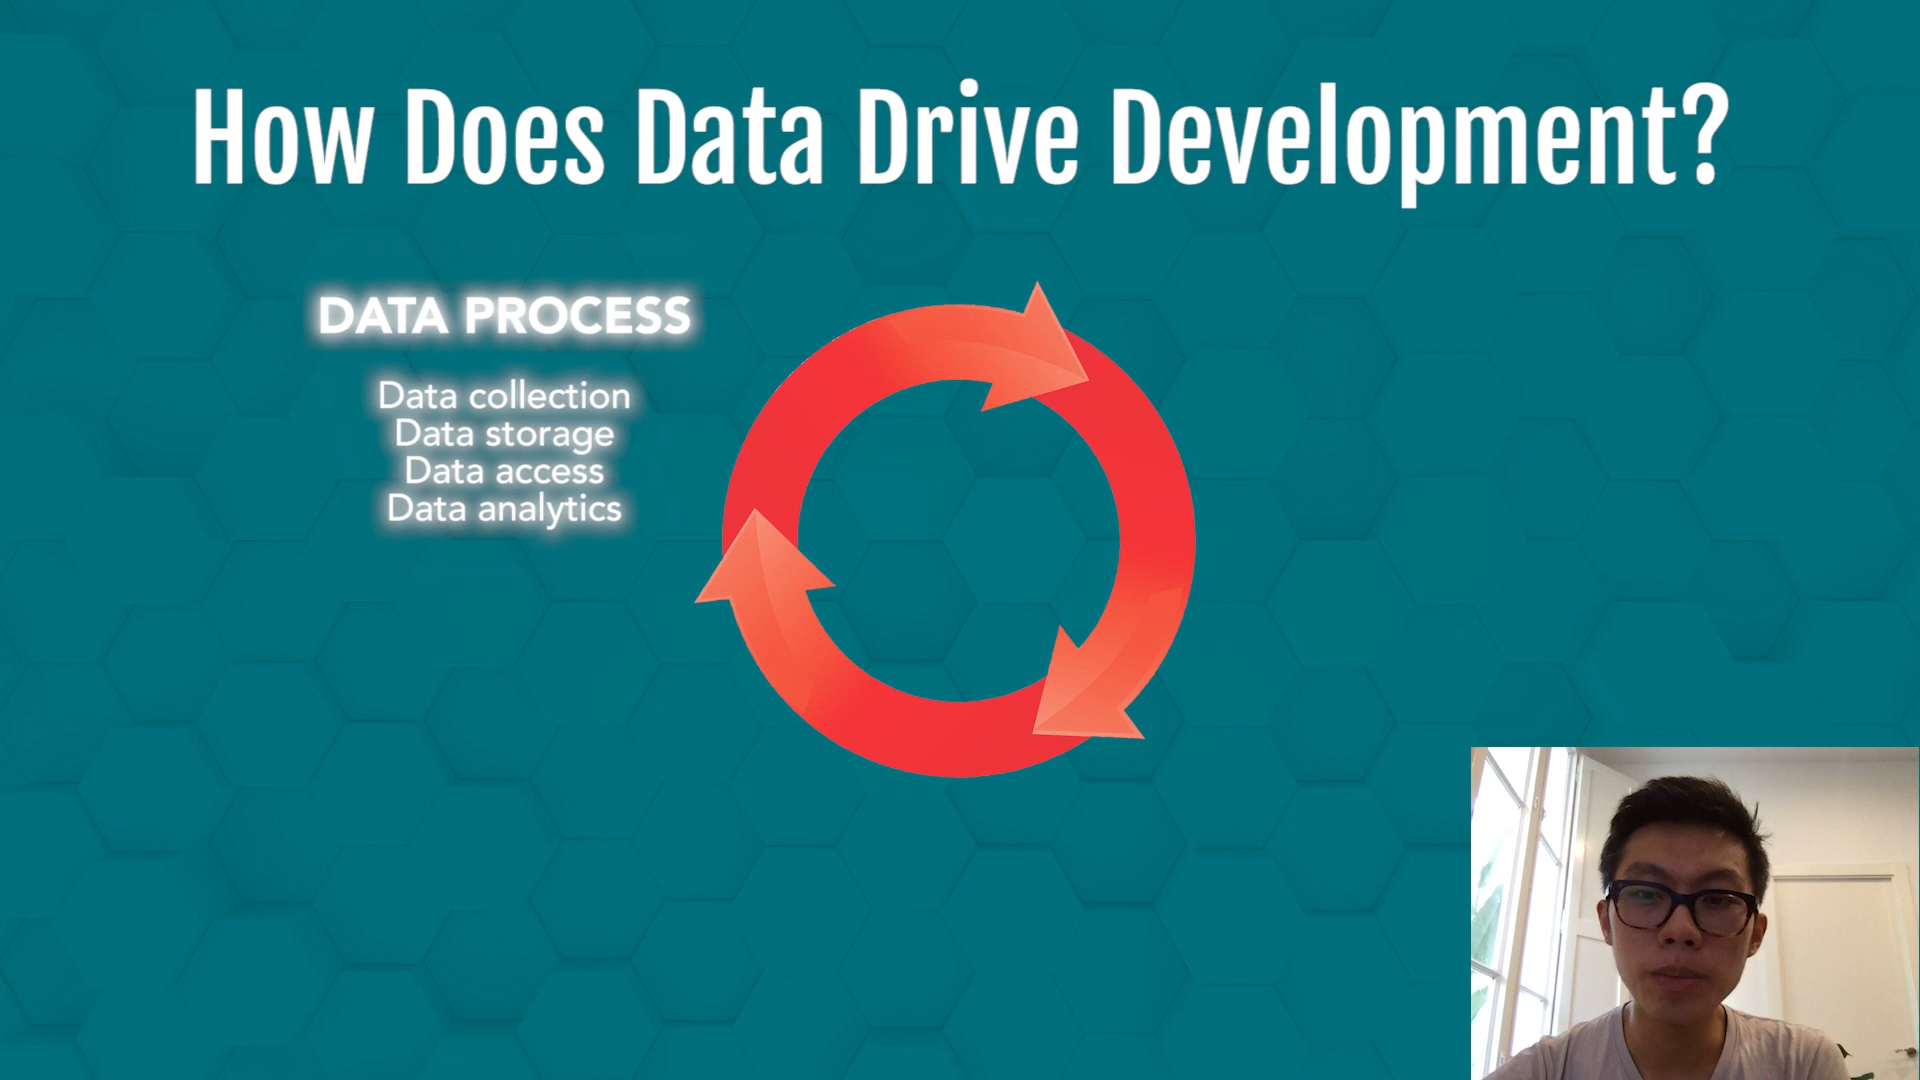 How Does Data Drive Development?
DATA PROCESS
Data collection
Data storage
Data access
Data analytics